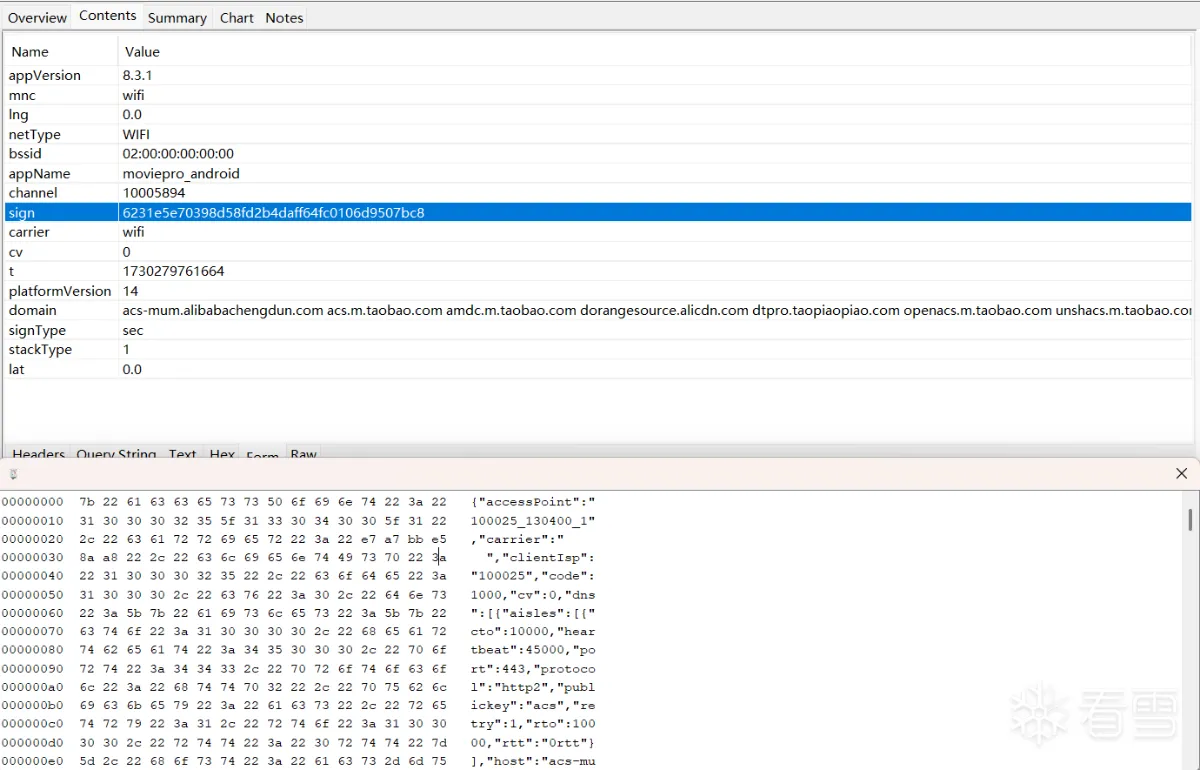 Overview Contents Summary Chart Notes
Name Value
appVersion 8.3.1
mnc wifi
lng 0.0
netType WIFI
bssid 02:00:00:00:00:00
appName moviepro_android
channel 10005894
sign 6231e5e70398d58fd2b4daff64fc0106d9507bc8
carrier wifi
cv 0
t 1730279761664
platformVersion 14
domain acs-mum.alibabachengdun.com acs.m.taobao.com amdc.m.taobao.com dorangesource.alicdn.com dtpro.taopiaopiao.com openacs.m.taobao.com unshacs.m.taobao.co
signType sec
stackType 1
lat 0.0
Headers Query String Text Hex Form Raw
00000000 7b 22 61 63 63 65 73 73 50 6f 69 6e 74 22 3a 22 {"accessPoint":"
00000010 31 30 30 30 32 35 5f 31 33 30 34 30 30 5f 31 22 100025_130400_1"
00000020 2c 22 63 61 72 72 69 65 72 22 3a 22 e7 a7 bb e5 ,"carrier":"
00000030 8a a8 22 2c 22 63 6c 69 65 6e 74 49 73 70 22 3a ","clientIsp":
00000040 22 31 30 30 30 32 35 22 2c 22 63 6f 64 65 22 3a "100025","code":
00000050 31 30 30 30 2c 22 63 76 22 3a 30 2c 22 64 6e 73 1000,"cv":0,"dns
00000060 22 3a 5b 7b 22 61 69 73 6c 65 73 22 3a 5b 7b 22 ":[{"aisles":[{"
00000070 63 74 6f 22 3a 31 30 30 30 30 2c 22 68 65 61 72 cto":10000,"hear
00000080 74 62 65 61 74 22 3a 34 35 30 30 30 2c 22 70 6f tbeat":45000,"po
00000090 72 74 22 3a 34 34 33 2c 22 70 72 6f 74 6f 63 6f rt":443,"protoco
000000a0 6c 22 3a 22 68 74 74 70 32 22 2c 22 70 75 62 6c l":"http2","publ
000000b0 69 63 6b 65 79 22 3a 22 61 63 73 22 2c 22 72 65 ickey":"acs","re
000000c0 74 72 79 22 3a 31 2c 22 72 74 6f 22 3a 31 30 30 try":1,"rto":100
000000d0 30 30 2c 22 72 74 74 22 3a 22 30 72 74 74 22 7d 00,"rtt":"0rtt"}
000000e0 5d 2c 22 68 6f 73 74 22 3a 22 61 63 73 2d 6d 75 ],"host":"acs-mu
看雪